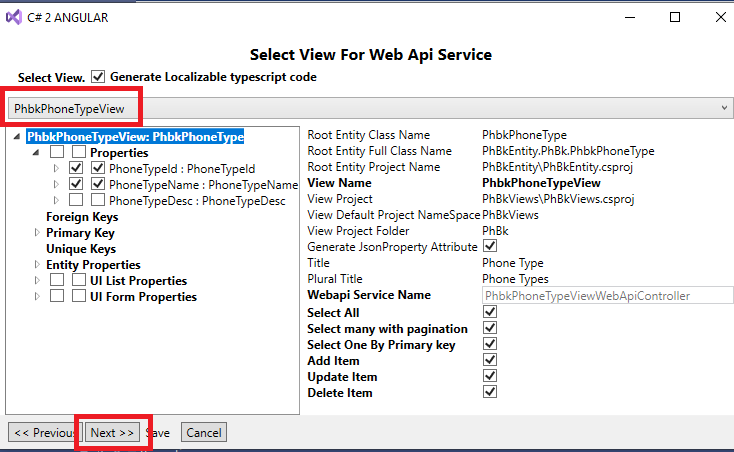 C# 2 ANGULAR
Select View For Web Api Service
Select View. Generate Localizable typescript code
PhbkPhoneTypeView
PhbkPhoneTypeView: PhbkPhoneType
Properties
PhoneTypeId : PhoneTypeId
PhoneTypeName : PhoneTypeName
PhoneTypeDesc : PhoneTypeDesc
Foreign Keys
Primary Key
Unique Keys
Entity Properties
UI List Properties
UI Form Properties
Root Entity Class Name PhbkPhoneType
Root Entity Full Class Name PhBkEntity.PhBk.PhbkPhoneType
Root Entity Project Name PhBkEntity\PhBkEntity.csproj
View Name PhbkPhoneTypeView
View Project PhBkViews\PhBkViews.csproj
View Default Project NameSpace PhBkViews
View Project Folder PhBk
Generate JsonProperty Attribute
Title Phone Type
Plural Title Phone Types
Webapi Service Name PhbkPhoneTypeViewWebApiController
Select All
Select many with pagination
Select One By Primary key
Add Item
Update Item
Delete Item
<< Previous Next >> Save Cancel